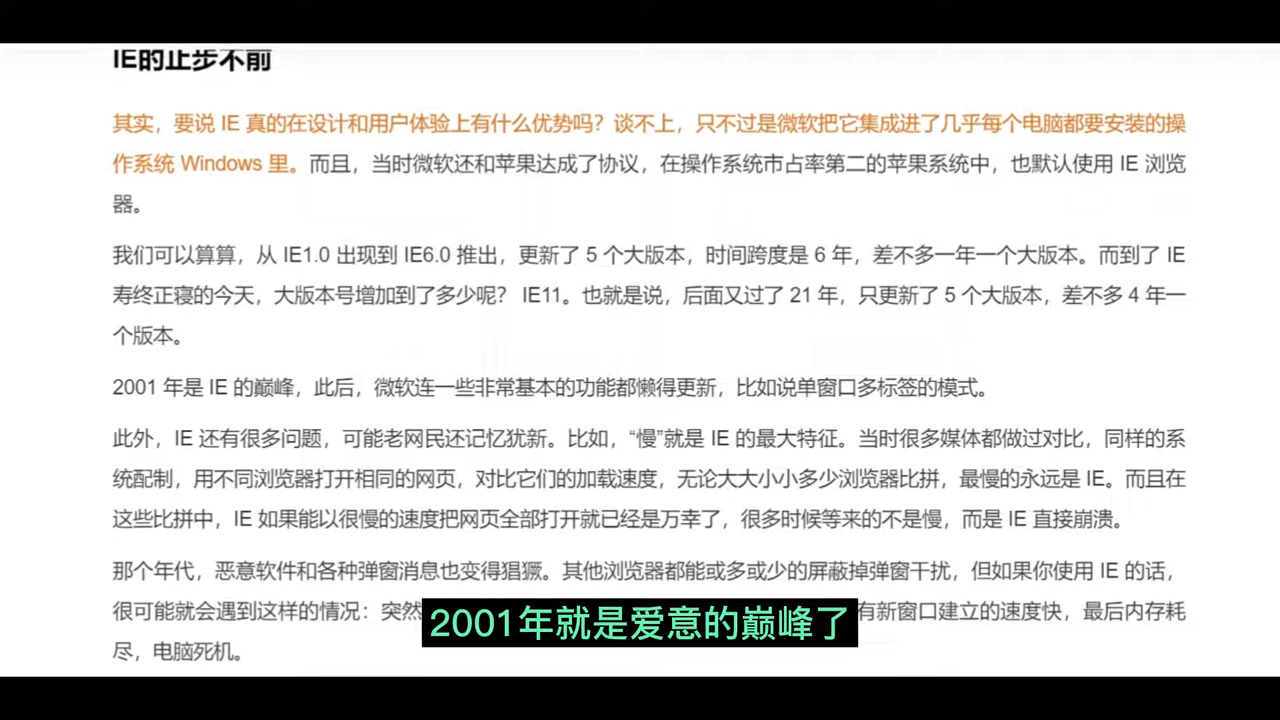 IE的止步不前
其实，要说 IE 真的在设计和用户体验上有什么优势吗？谈不上，只不过是微软把它集成进了几乎每个电脑都要安装的操
作系统 Windows 里。而且，当时微软还和苹果达成了协议，在操作系统市占率第二的苹果系统中，也默认使用 IE 浏览
器。
我们可以算算，从 IE1.0 出现到 IE6.0 推出，更新了 5 个大版本，时间跨度是 6 年，差不多一年一个大版本。而到了 IE
寿终正寝的今天，大版本号增加到了多少呢？ IE11。也就是说，后面又过了 21 年，只更新了 5 个大版本，差不多 4 年一
个版本。
2001 年是 IE 的巅峰，此后，微软连一些非常基本的功能都懒得更新，比如说单窗口多标签的模式。
此外，IE 还有很多问题，可能老网民还记忆犹新。比如，“慢”就是 IE 的最大特征。当时很多媒体都做过对比，同样的系
统配制，用不同浏览器打开相同的网页，对比它们的加载速度，无论大大小小多少浏览器比拼，最慢的永远是 IE。而且在
这些比拼中，IE 如果能以很慢的速度把网页全部打开就已经是万幸了，很多时候等来的不是慢，而是 IE 直接崩溃。
那个年代，恶意软件和各种弹窗消息也变得猖獗。其他浏览器都能或多或少的屏蔽掉弹窗干扰，但如果你使用 IE 的话，
很可能就会遇到这样的情况：突然
有新窗口建立的速度快，最后内存耗
尽，电脑死机。
2001年就是爱意的巅峰了